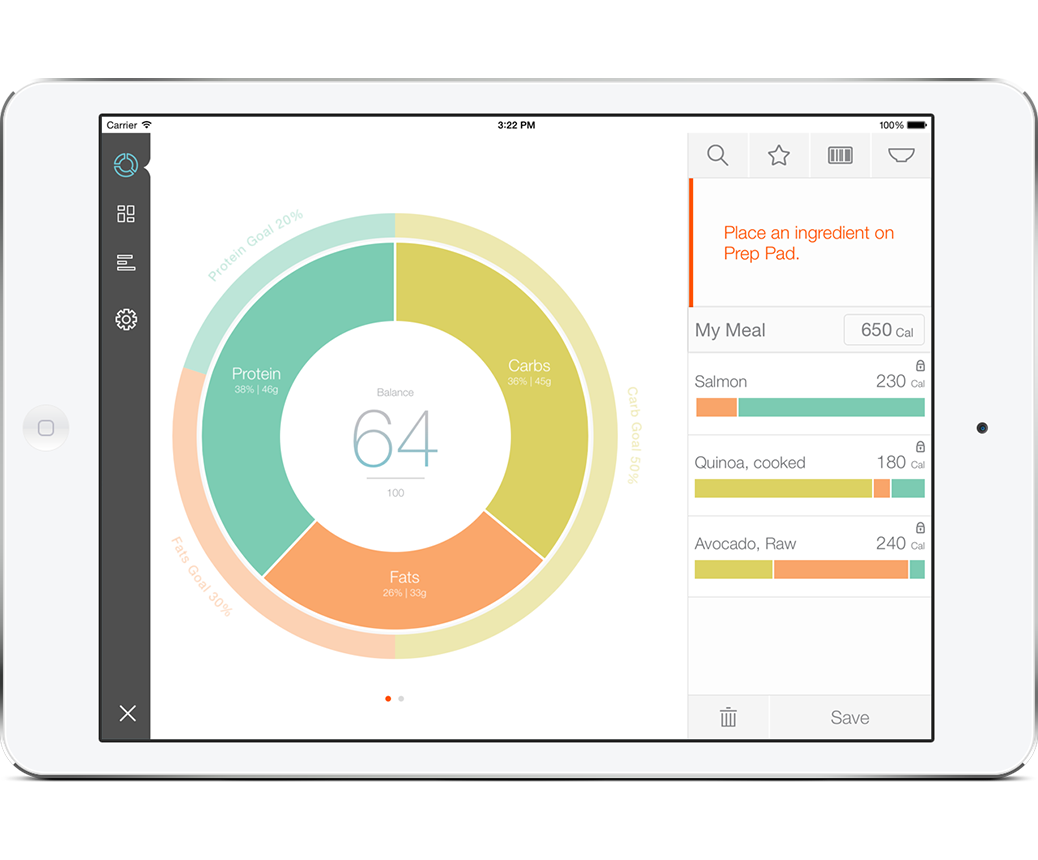 Carrier
3:22 PM
100%
Protein Goal 20%
Protein
38% | 46g
Carbs
36% | 45g
Carb Goal 50%
Balance
64
100
Fats Goal 30%
Fats
26% | 33g
Place an ingredient on
Prep Pad.
My Meal
650 Cal
Salmon
230 Cal
Quinoa, cooked
180 Cal
Avocado, Raw
240 Cal
Save